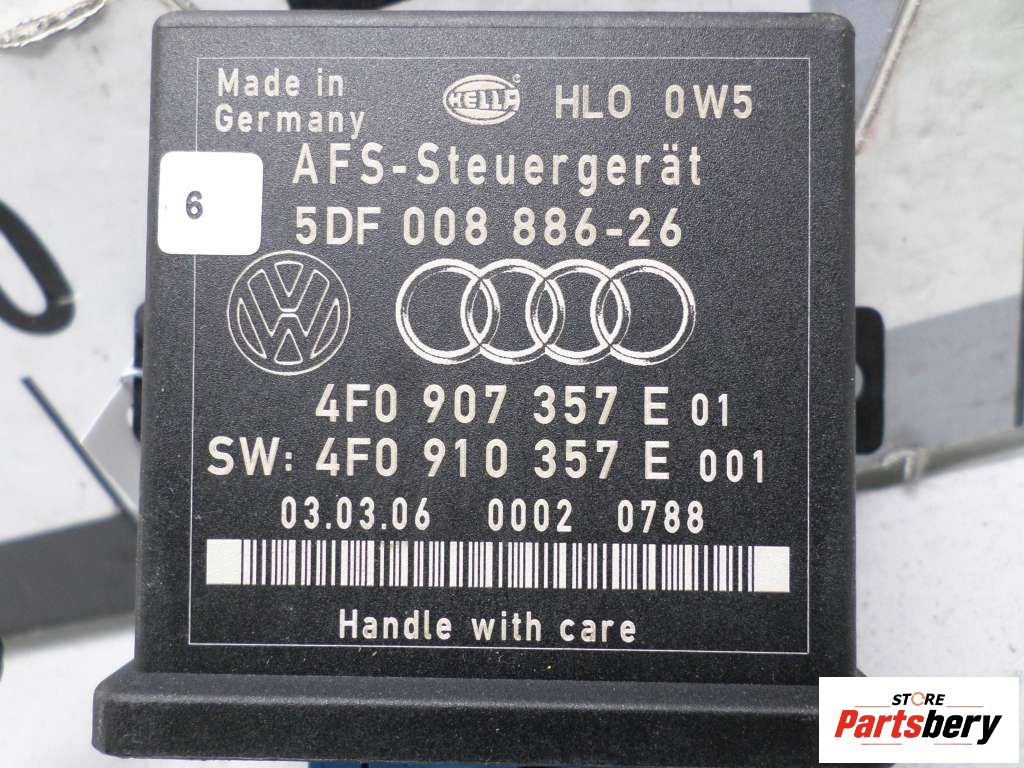 Made in
Germany
HELLA
HLO 0W5
AFS-Steuergerät
6
5DF 008 886-26
4F0 907 357 E 01
SW: 4F0 910 357 E 001
03.03.06 0002 0788
Handle with care
STORE
Partsbery